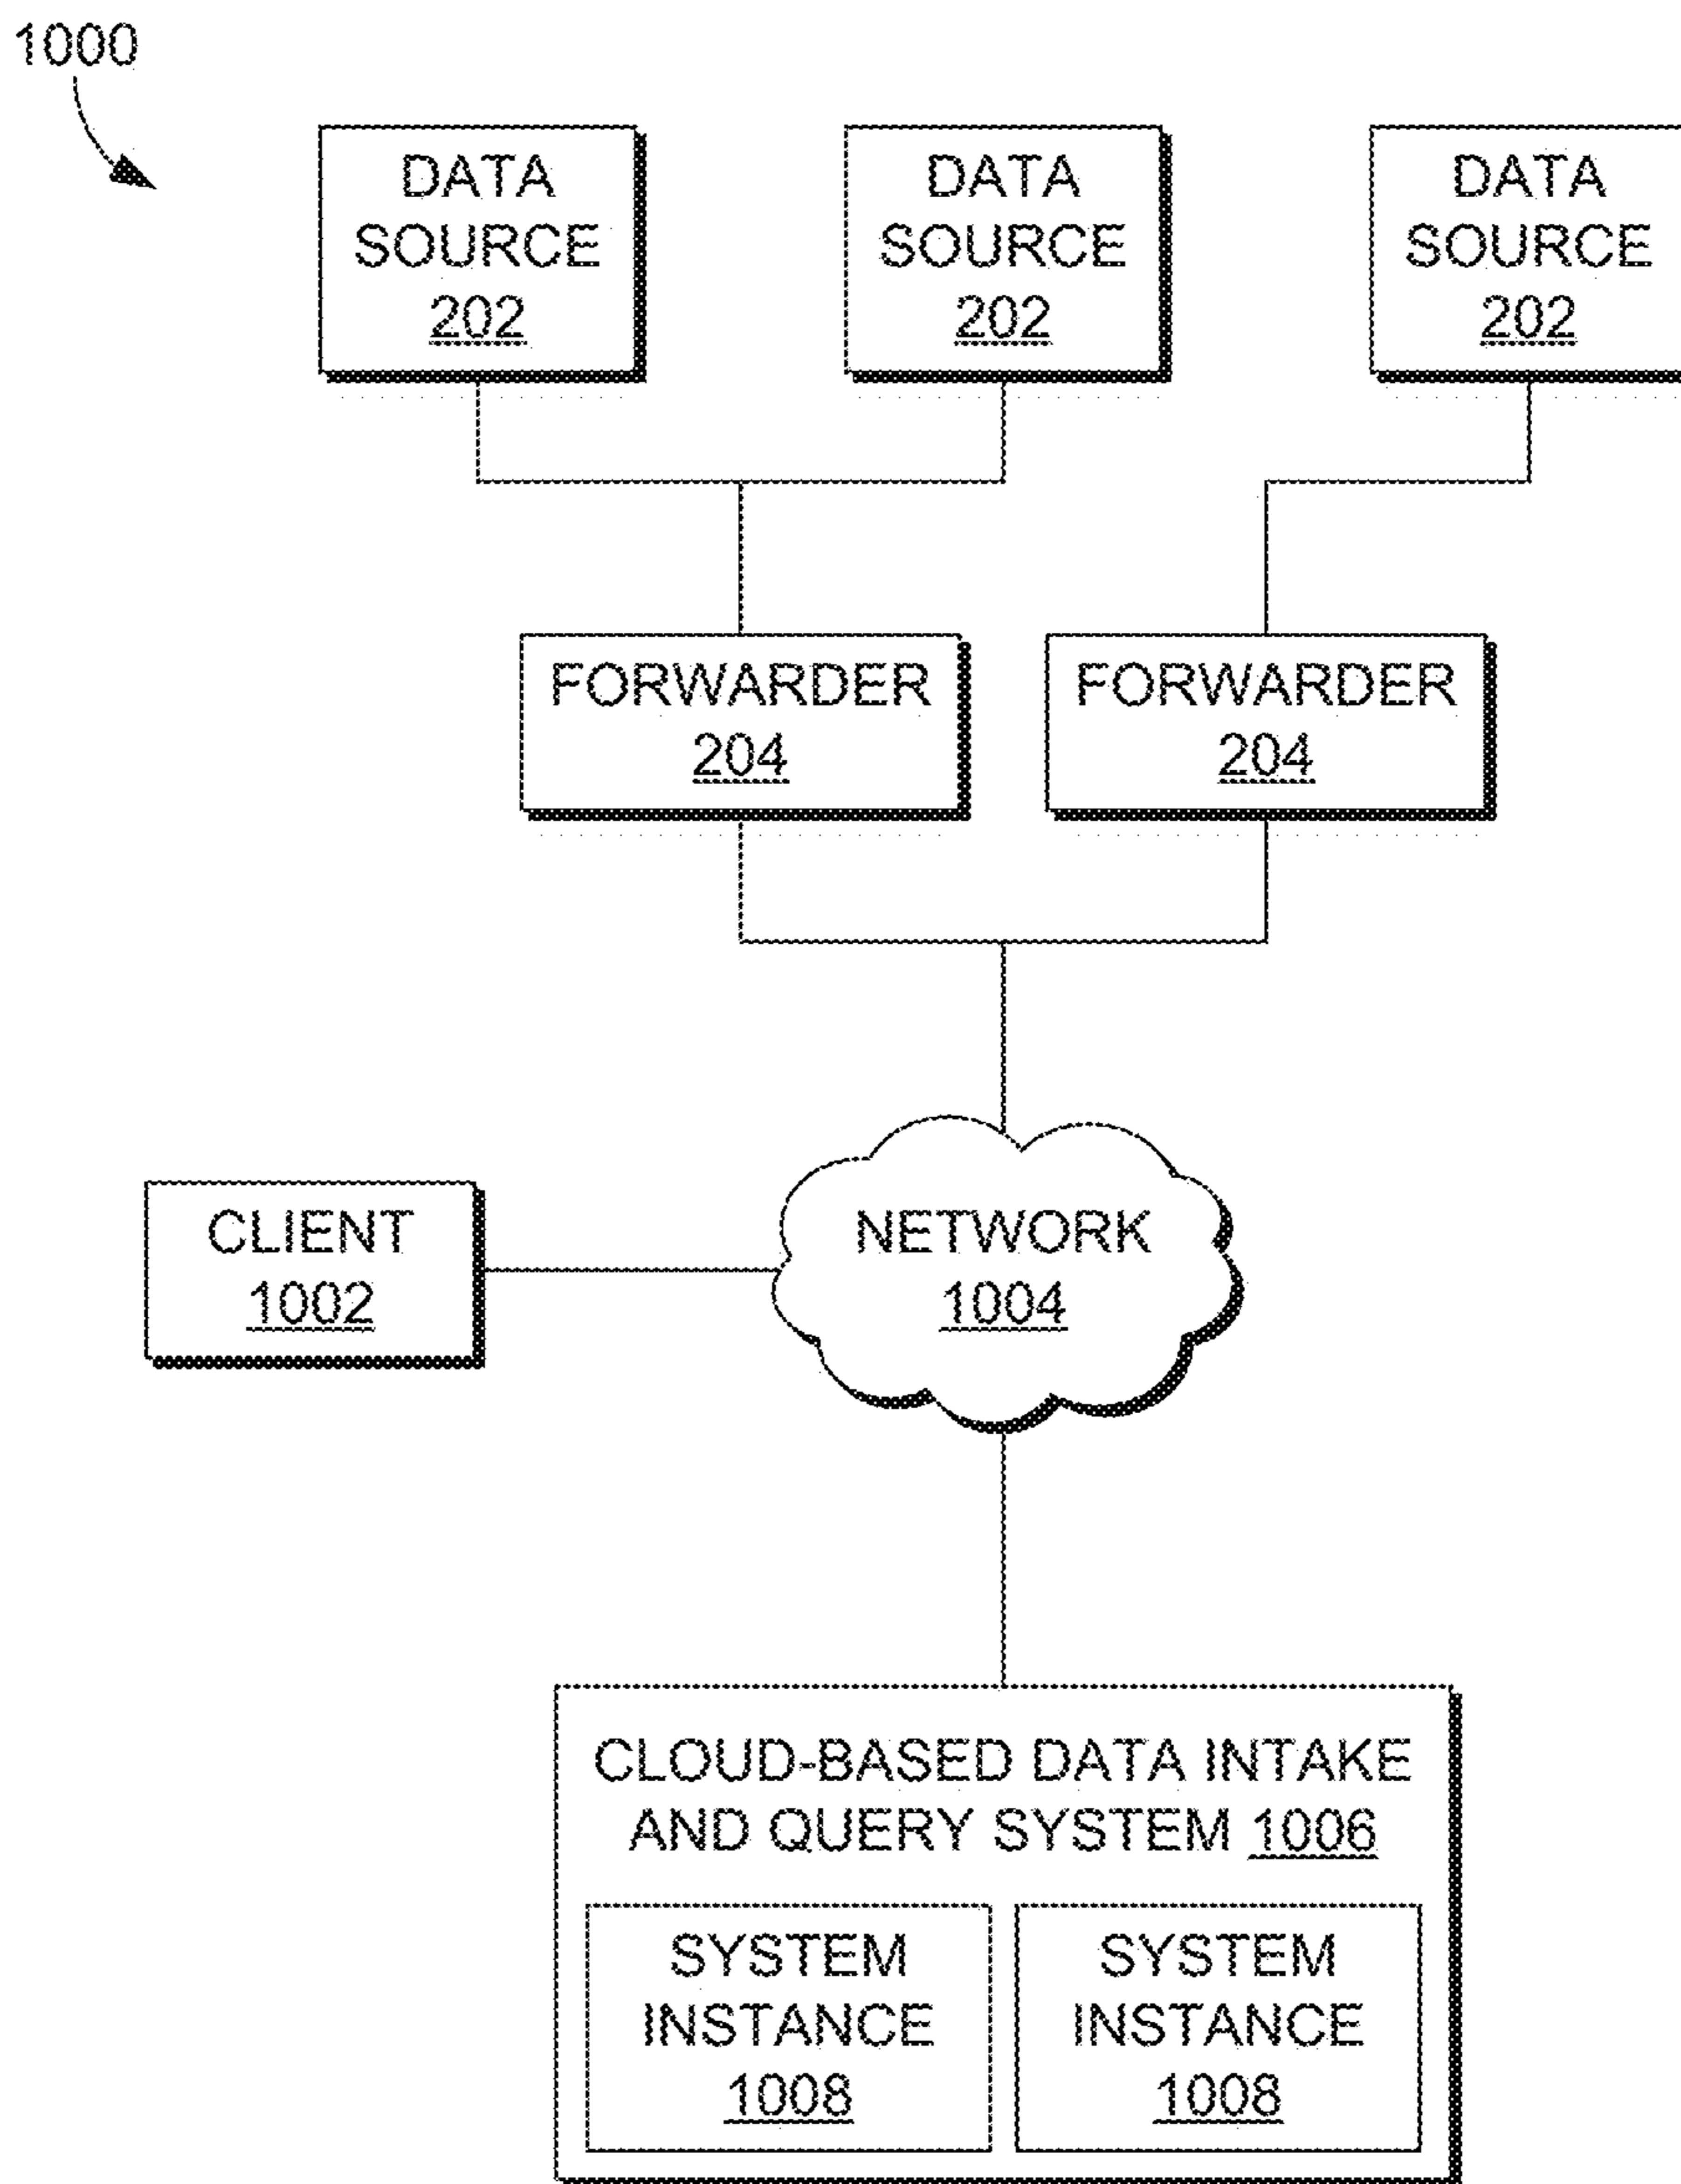 1000
DATA
SOURCE
202
DATA
SOURCE
202
DATA
SOURCE
202
FORWARDER
204
FORWARDER
204
CLIENT
1002
NETWORK
1004
CLOUD-BASED DATA INTAKE
AND QUERY SYSTEM 1006
SYSTEM
INSTANCE
1008
SYSTEM
INSTANCE
1008